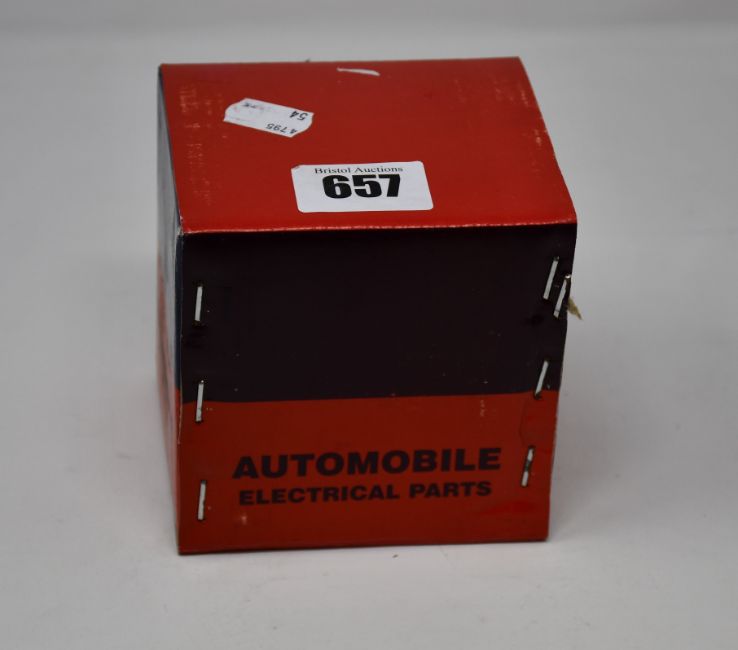 4795
54
Bristol Auctions
657
AUTOMOBILE
ELECTRICAL PARTS